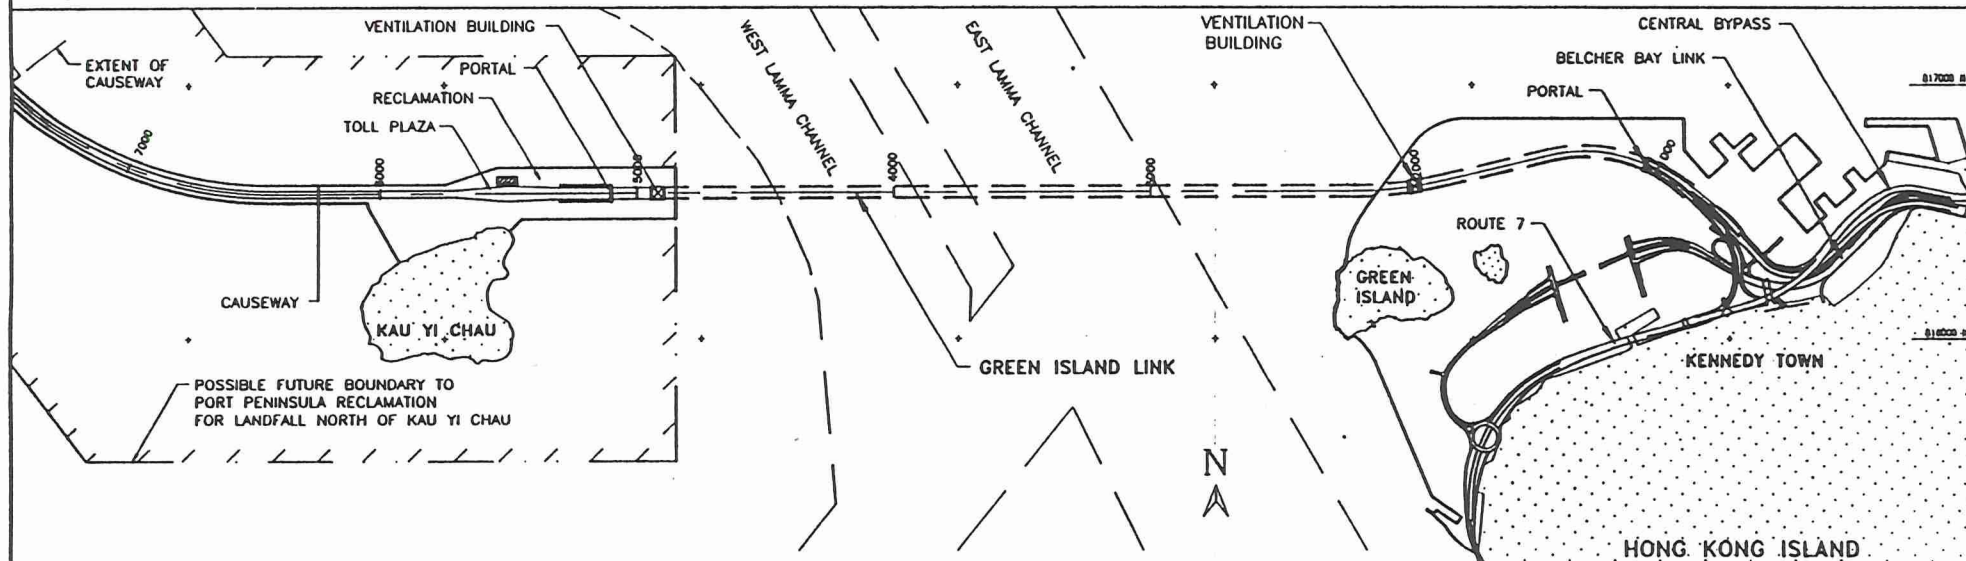 VENTILATION BUILDING
EXTENT OF
CAUSEWAY
PORTAL
RECLAMATION
TOLL PLAZA
7000
6000
5000
WEST LAMMA CHANNEL
EAST LAMMA CHANNEL
4000
VENTILATION
BUILDING
CENTRAL BYPASS
BELCHER BAY LINK
PORTAL
2000
ROUTE 7
GREEN
ISLAND
CAUSEWAY
KAU YI CHAU
GREEN ISLAND LINK
KENNEDY TOWN
POSSIBLE FUTURE BOUNDARY TO
PORT PENINSULA RECLAMATION
FOR LANDFALL NORTH OF KAU YI CHAU
N
HONG KONG ISLAND